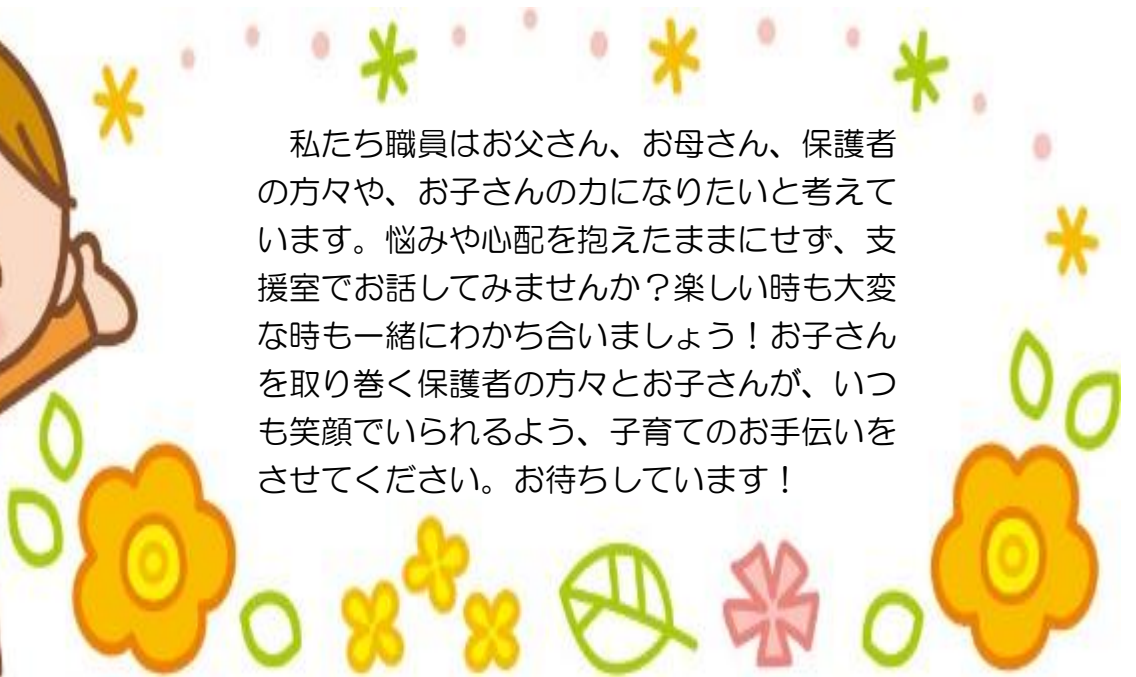 私たち職員はお父さん、お母さん、保護者
の方々や、お子さんの力になりたいと考えて
います。悩みや心配を抱えたままにせず、支
援室でお話してみませんか？楽しい時も大変
な時も一緒にわかち合いましょう！お子さん
を取り巻く保護者の方々とお子さんが、いつ
も笑顔でいられるよう、子育てのお手伝いを
させてください。お待ちしています！